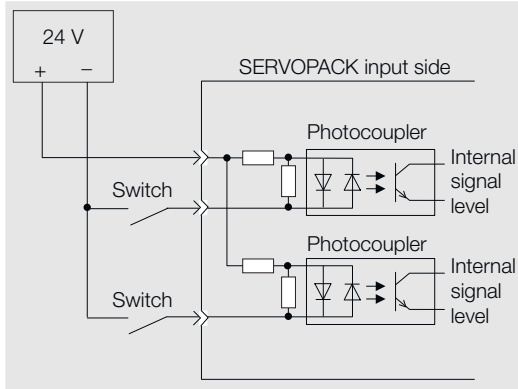 24 V
+ −
SERVOPACK input side
Photocoupler
Internal
signal
level
Switch
Photocoupler
Internal
signal
level
Switch